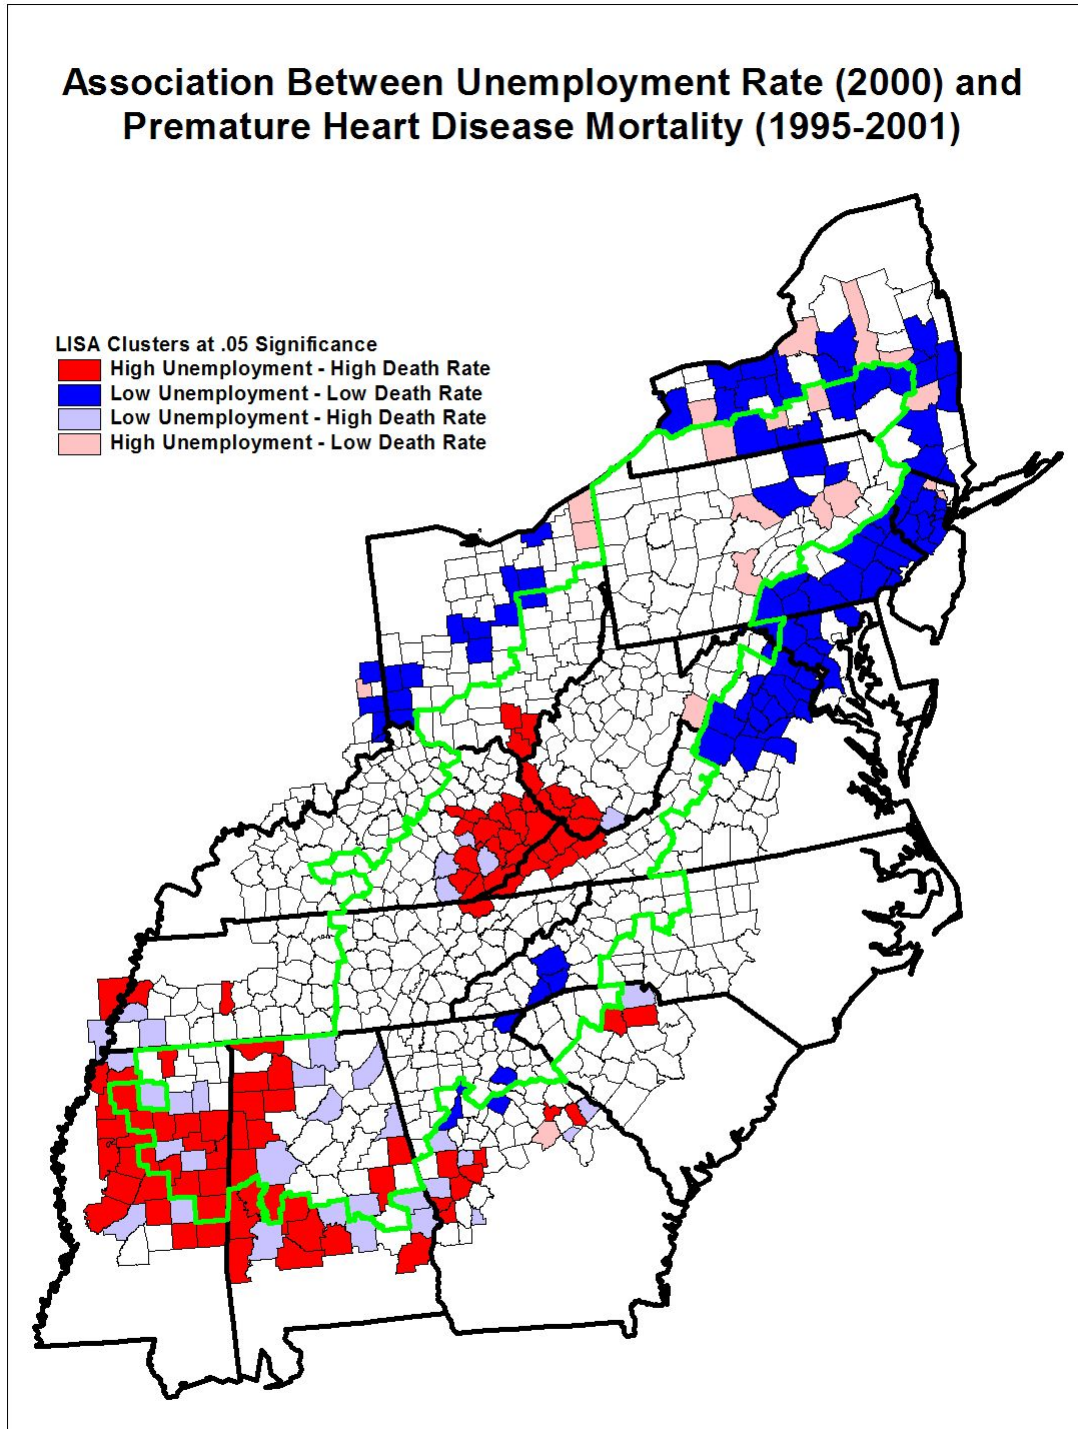 Association Between Unemployment Rate (2000) and
Premature Heart Disease Mortality (1995-2001)
LISA Clusters at .05 Significance
High Unemployment - High Death Rate
Low Unemployment - Low Death Rate
Low Unemployment - High Death Rate
High Unemployment - Low Death Rate